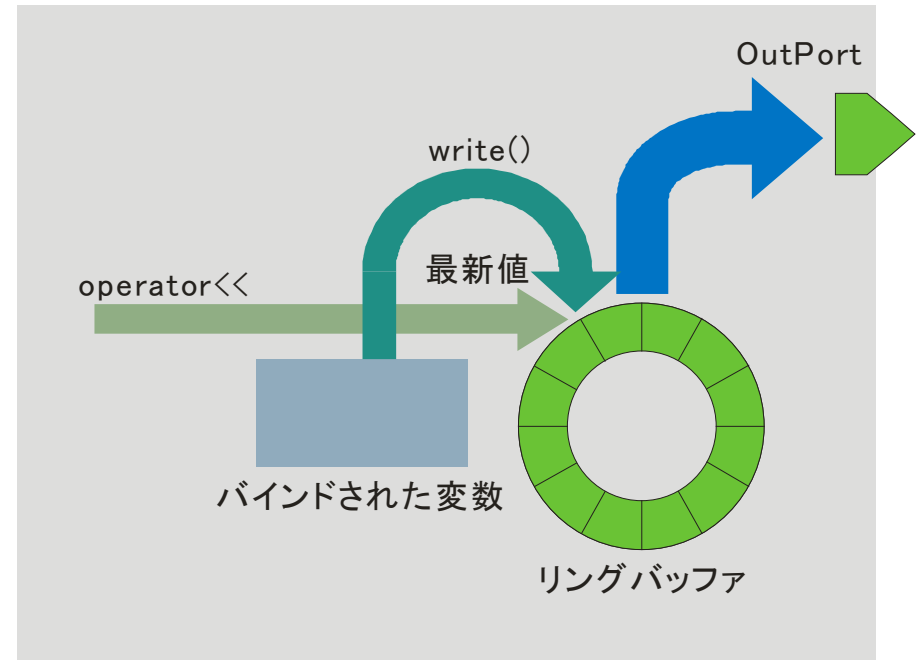 OutPort
write()
最新値
operator<<
バインドされた変数
リングバッファ